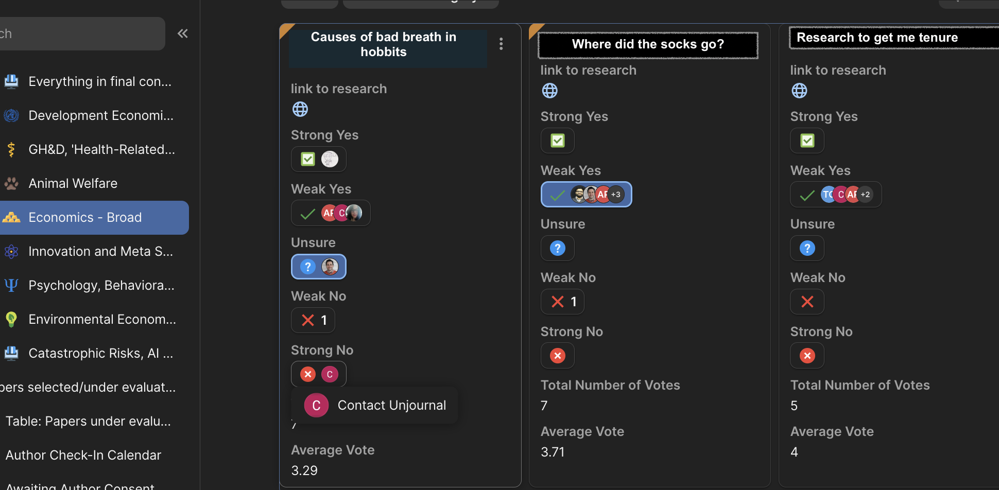 ch
Everything in final con...
Development Economi...
GH&D, 'Health-Related...
Animal Welfare
Economics - Broad
Innovation and Meta S...
Psychology, Behaviora...
Environmental Econom...
Catastrophic Risks, AI ...
pers selected/under evaluat...
Table: Papers under evalu...
Author Check-In Calendar
Awaiting Author Consent
Causes of bad breath in
hobbits
link to research
Strong Yes
Weak Yes
AF C
Unsure
?
Weak No
1
Strong No
C
C Contact Unjournal
7
Average Vote
3.29
Where did the socks go?
link to research
Strong Yes
Weak Yes
AF +3
Unsure
?
Weak No
1
Strong No
Total Number of Votes
7
Average Vote
3.71
Research to get me tenure
link to research
Strong Yes
Weak Yes
TC C AF +2
Unsure
?
Weak No
Strong No
Total Number of Votes
5
Average Vote
4